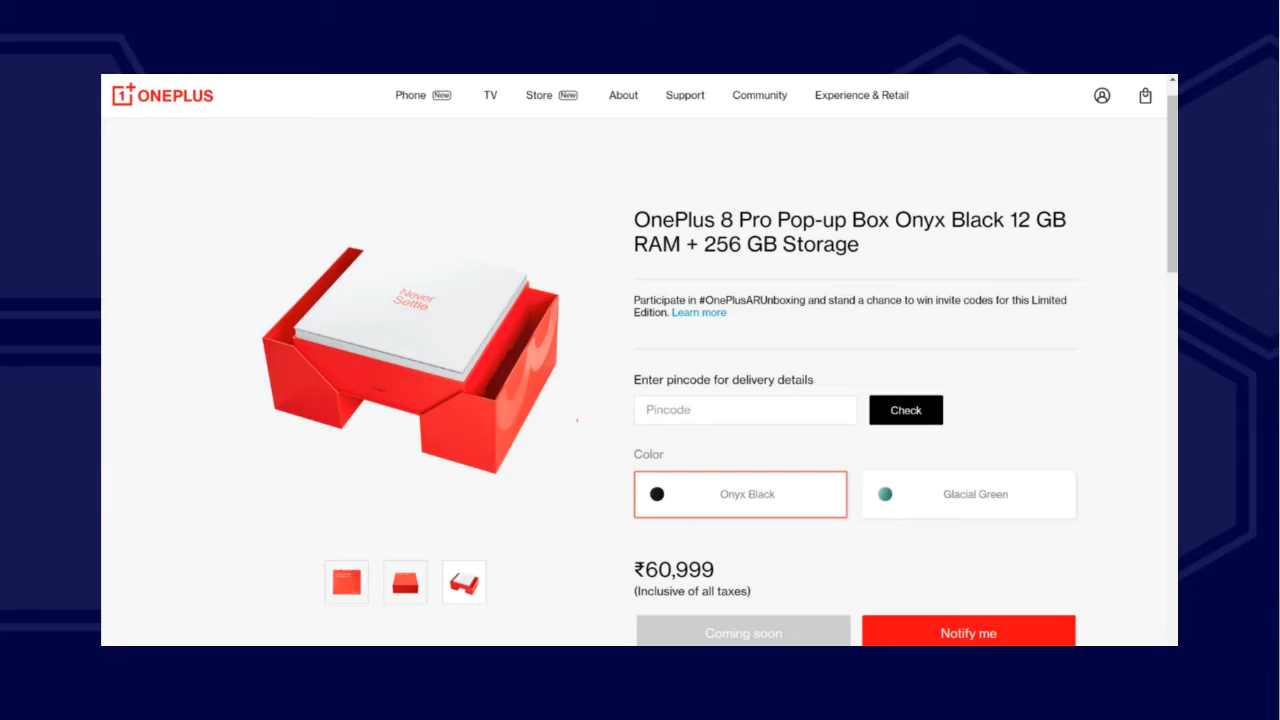 1+ ONEPLUS
Phone New TV Store New About Support Community Experience & Retail
OnePlus 8 Pro Pop-up Box Onyx Black 12 GB
RAM + 256 GB Storage
Never
Settle
Participate in #OnePlusARUnboxing and stand a chance to win invite codes for this Limited
Edition. Learn more
Enter pincode for delivery details
Pincode Check
Color
Onyx Black Glacial Green
₹60,999
(Inclusive of all taxes)
Coming soon Notify me